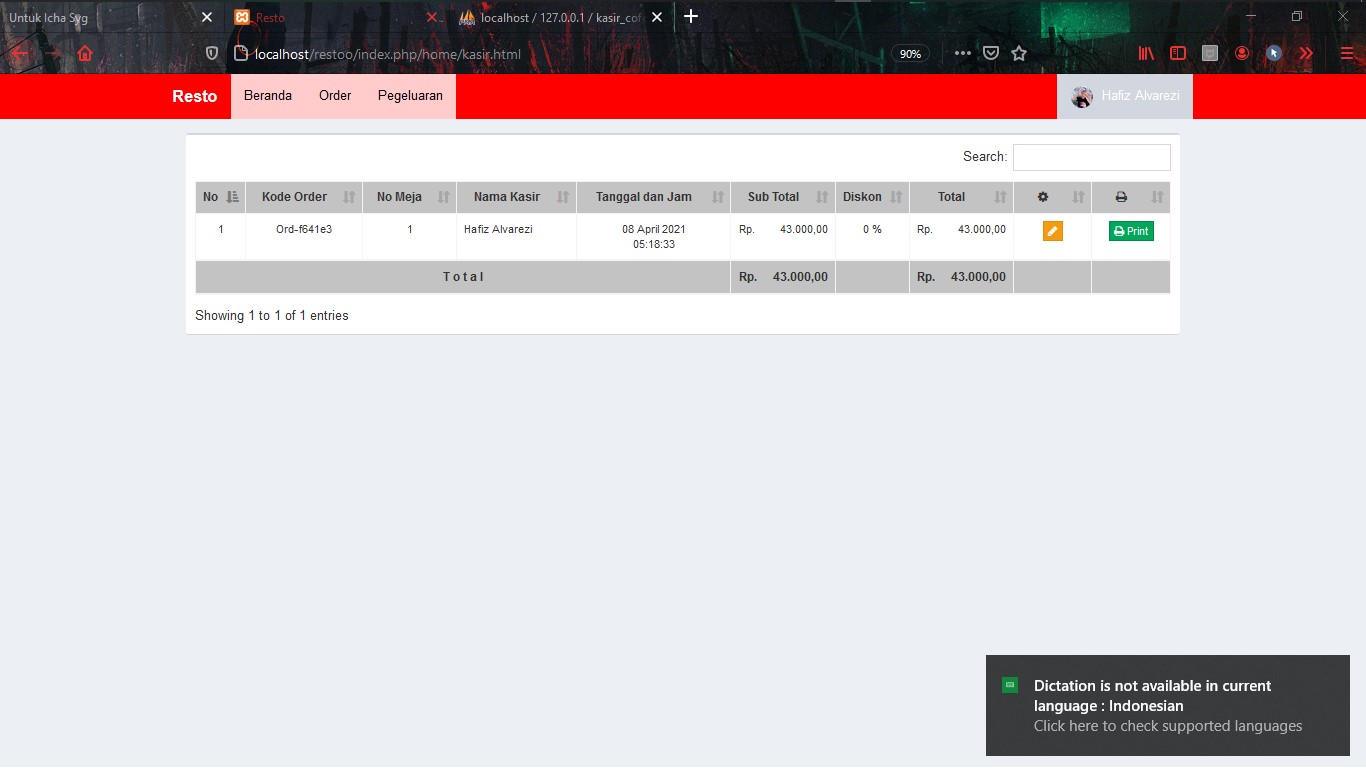 Untuk Icha Syg
Resto
localhost / 127.0.0.1 / kasir_cof
localhost/restoo/index.php/home/kasir.html
90%
Resto
Beranda
Order
Pegeluaran
Hafiz Alvarezi
Search:
No Kode Order No Meja Nama Kasir Tanggal dan Jam Sub Total Diskon Total
1 Ord-f641e3 1 Hafiz Alvarezi 08 April 2021 Rp. 43.000,00 0 % Rp. 43.000,00 Print
05:18:33
T o t a l Rp. 43.000,00 Rp. 43.000,00
Showing 1 to 1 of 1 entries
Dictation is not available in current
language : Indonesian
Click here to check supported languages